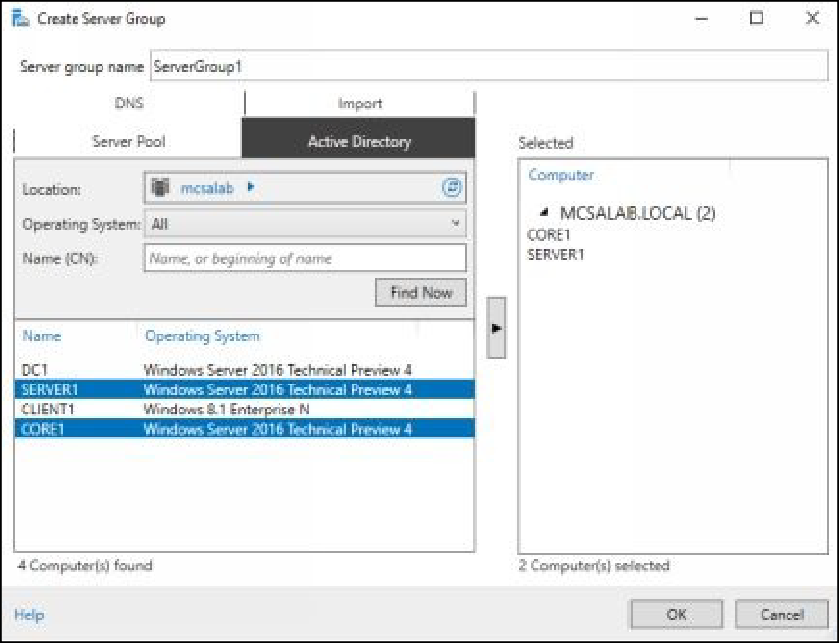 Create Server Group
Server group name ServerGroup1
DNS Import
Server Pool Active Directory
Location: mcsalab
Operating System: All
Name (CN): Name, or beginning of name
Find Now
Name Operating System
DC1 Windows Server 2016 Technical Preview 4
SERVER1 Windows Server 2016 Technical Preview 4
CLIENT1 Windows 8.1 Enterprise N
CORE1 Windows Server 2016 Technical Preview 4
4 Computer(s) found
Selected
Computer
MCSALAB.LOCAL (2)
CORE1
SERVER1
2 Computer(s) selected
Help OK Cancel